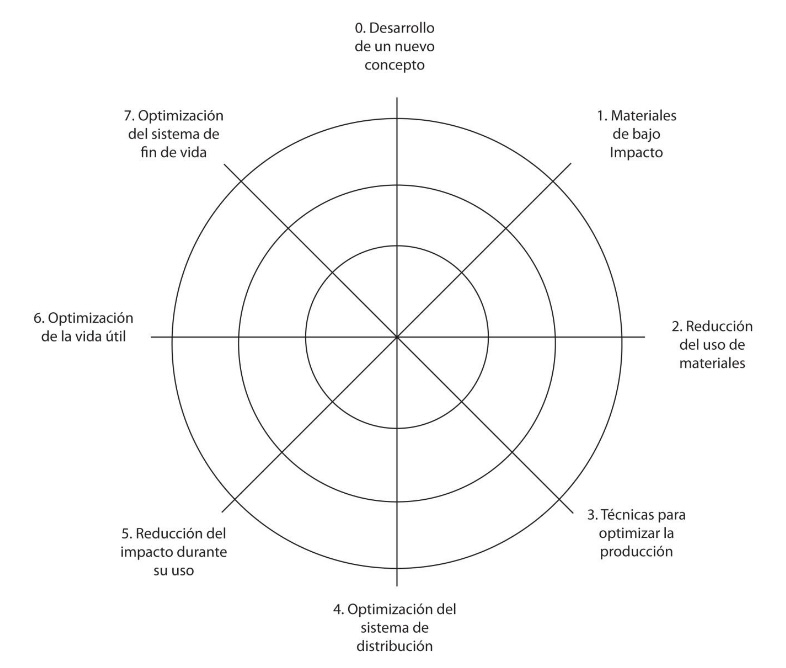 0. Desarrollo
de un nuevo
concepto
1. Materiales
de bajo
Impacto
2. Reducción
del uso de
materiales
3. Técnicas para
optimizar la
producción
4. Optimización del
sistema de
distribución
5. Reducción del
impacto durante
su uso
6. Optimización
de la vida útil
7. Optimización
del sistema de
fin de vida